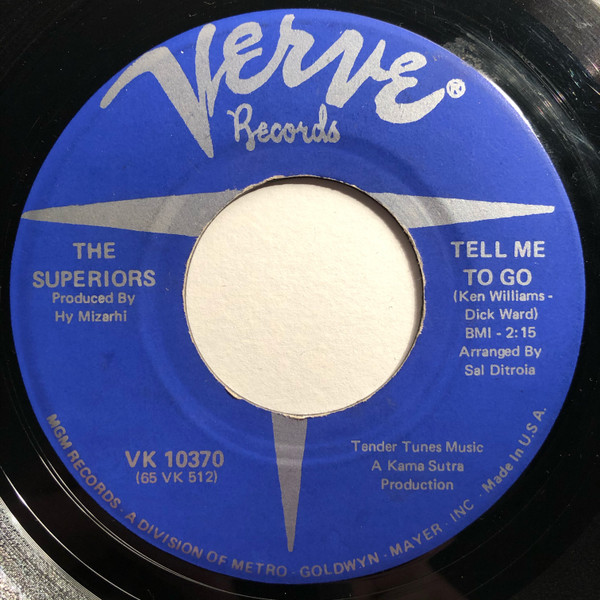 Verve®
Records
THE
SUPERIORS
Produced By
Hy Mizarhi
TELL ME
TO GO
(Ken Williams -
Dick Ward)
BMI - 2:15
Arranged By
Sal Ditroia
VK 10370
(65 VK 512)
Tander Tunes Music
A Kama Sutra
Production
MGM RECORDS · A DIVISION OF METRO - GOLDWYN - MAYER, INC · Made In U.S.A.